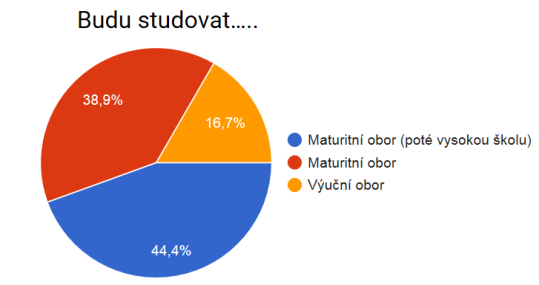 Budu studovat.....
38,9%
16,7%
44,4%
Maturitní obor (poté vysokou školu)
Maturitní obor
Výuční obor